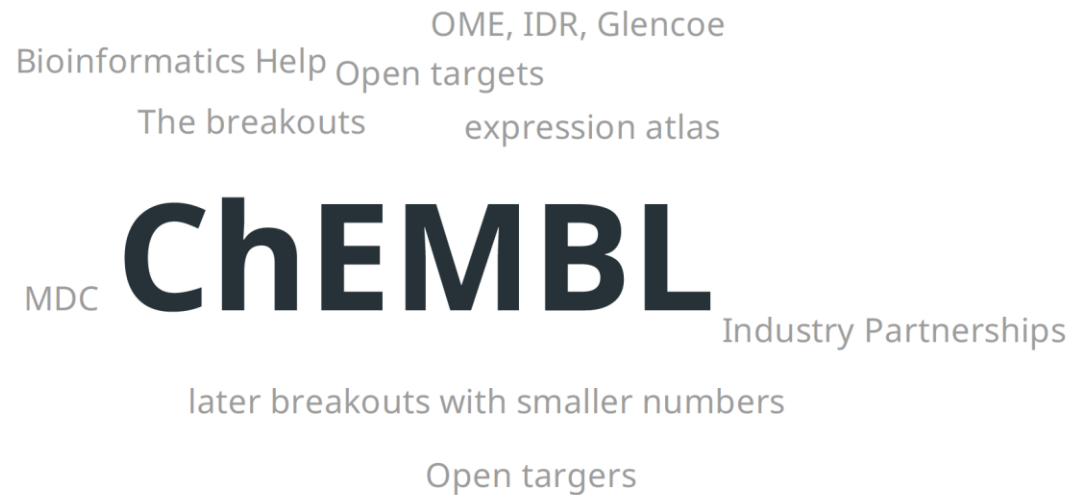 OME, IDR, Glencoe
Bioinformatics Help
Open targets
The breakouts
expression atlas
ChEMBL
MDC
Industry Partnerships
later breakouts with smaller numbers
Open targers